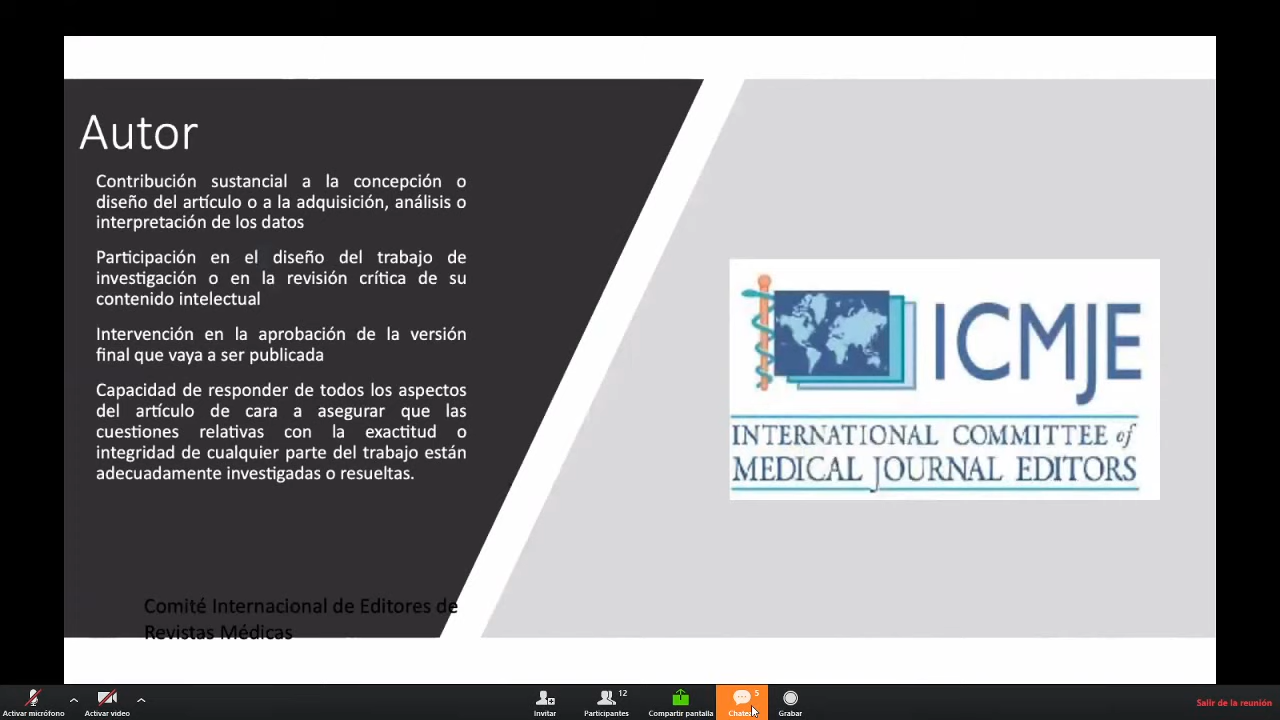 Autor
Contribución sustancial a la concepción o
diseño del artículo o a la adquisición, análisis o
interpretación de los datos
Participación en el diseño del trabajo de
investigación o en la revisión crítica de su
contenido intelectual
Intervención en la aprobación de la versión
final que vaya a ser publicada
Capacidad de responder de todos los aspectos
del artículo de cara a asegurar que las
cuestiones relativas con la exactitud o
integridad de cualquier parte del trabajo están
adecuadamente investigadas o resueltas.
Comité Internacional de Editores de
Revistas Médicas
ICMJE
INTERNATIONAL COMMITTEE of
MEDICAL JOURNAL EDITORS
Activar micrófono
Activar video
Invitar
12
Participantes
Compartir pantalla
5
Grabar
Salir de la reunión